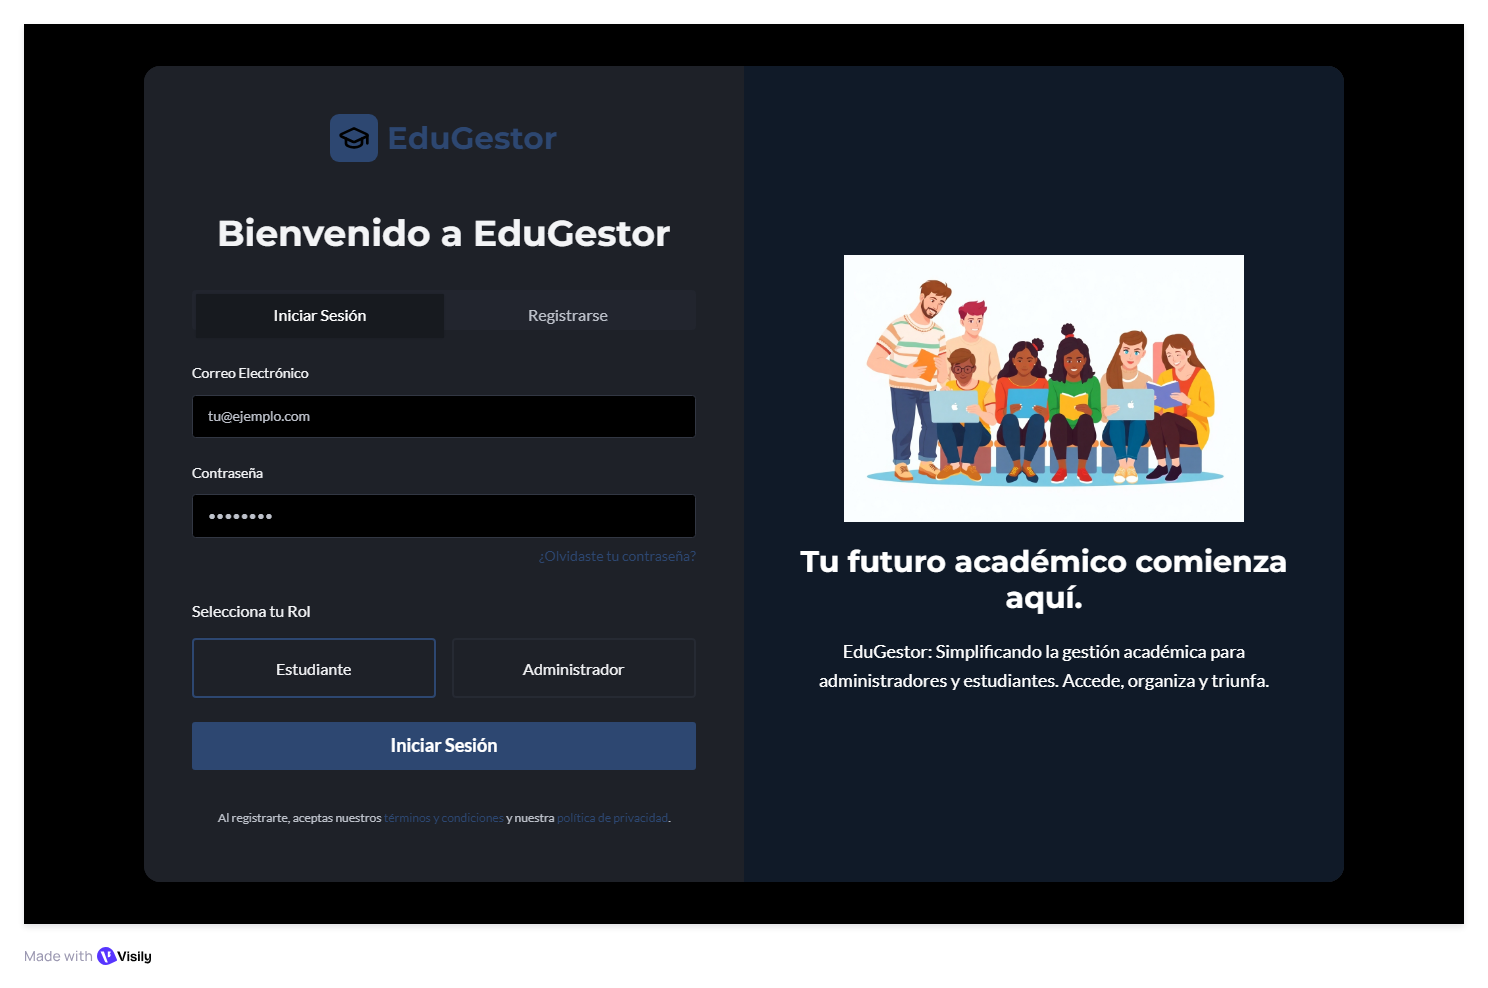 EduGestor
Bienvenido a EduGestor
Iniciar Sesión
Registrarse
Correo Electrónico
tu@ejemplo.com
Contraseña
••••••••
¿Olvidaste tu contraseña?
Selecciona tu Rol
Estudiante
Administrador
Iniciar Sesión
Al registrarte, aceptas nuestros términos y condiciones y nuestra política de privacidad.
Tu futuro académico comienza
aquí.
EduGestor: Simplificando la gestión académica para
administradores y estudiantes. Accede, organiza y triunfa.
Made with Visily